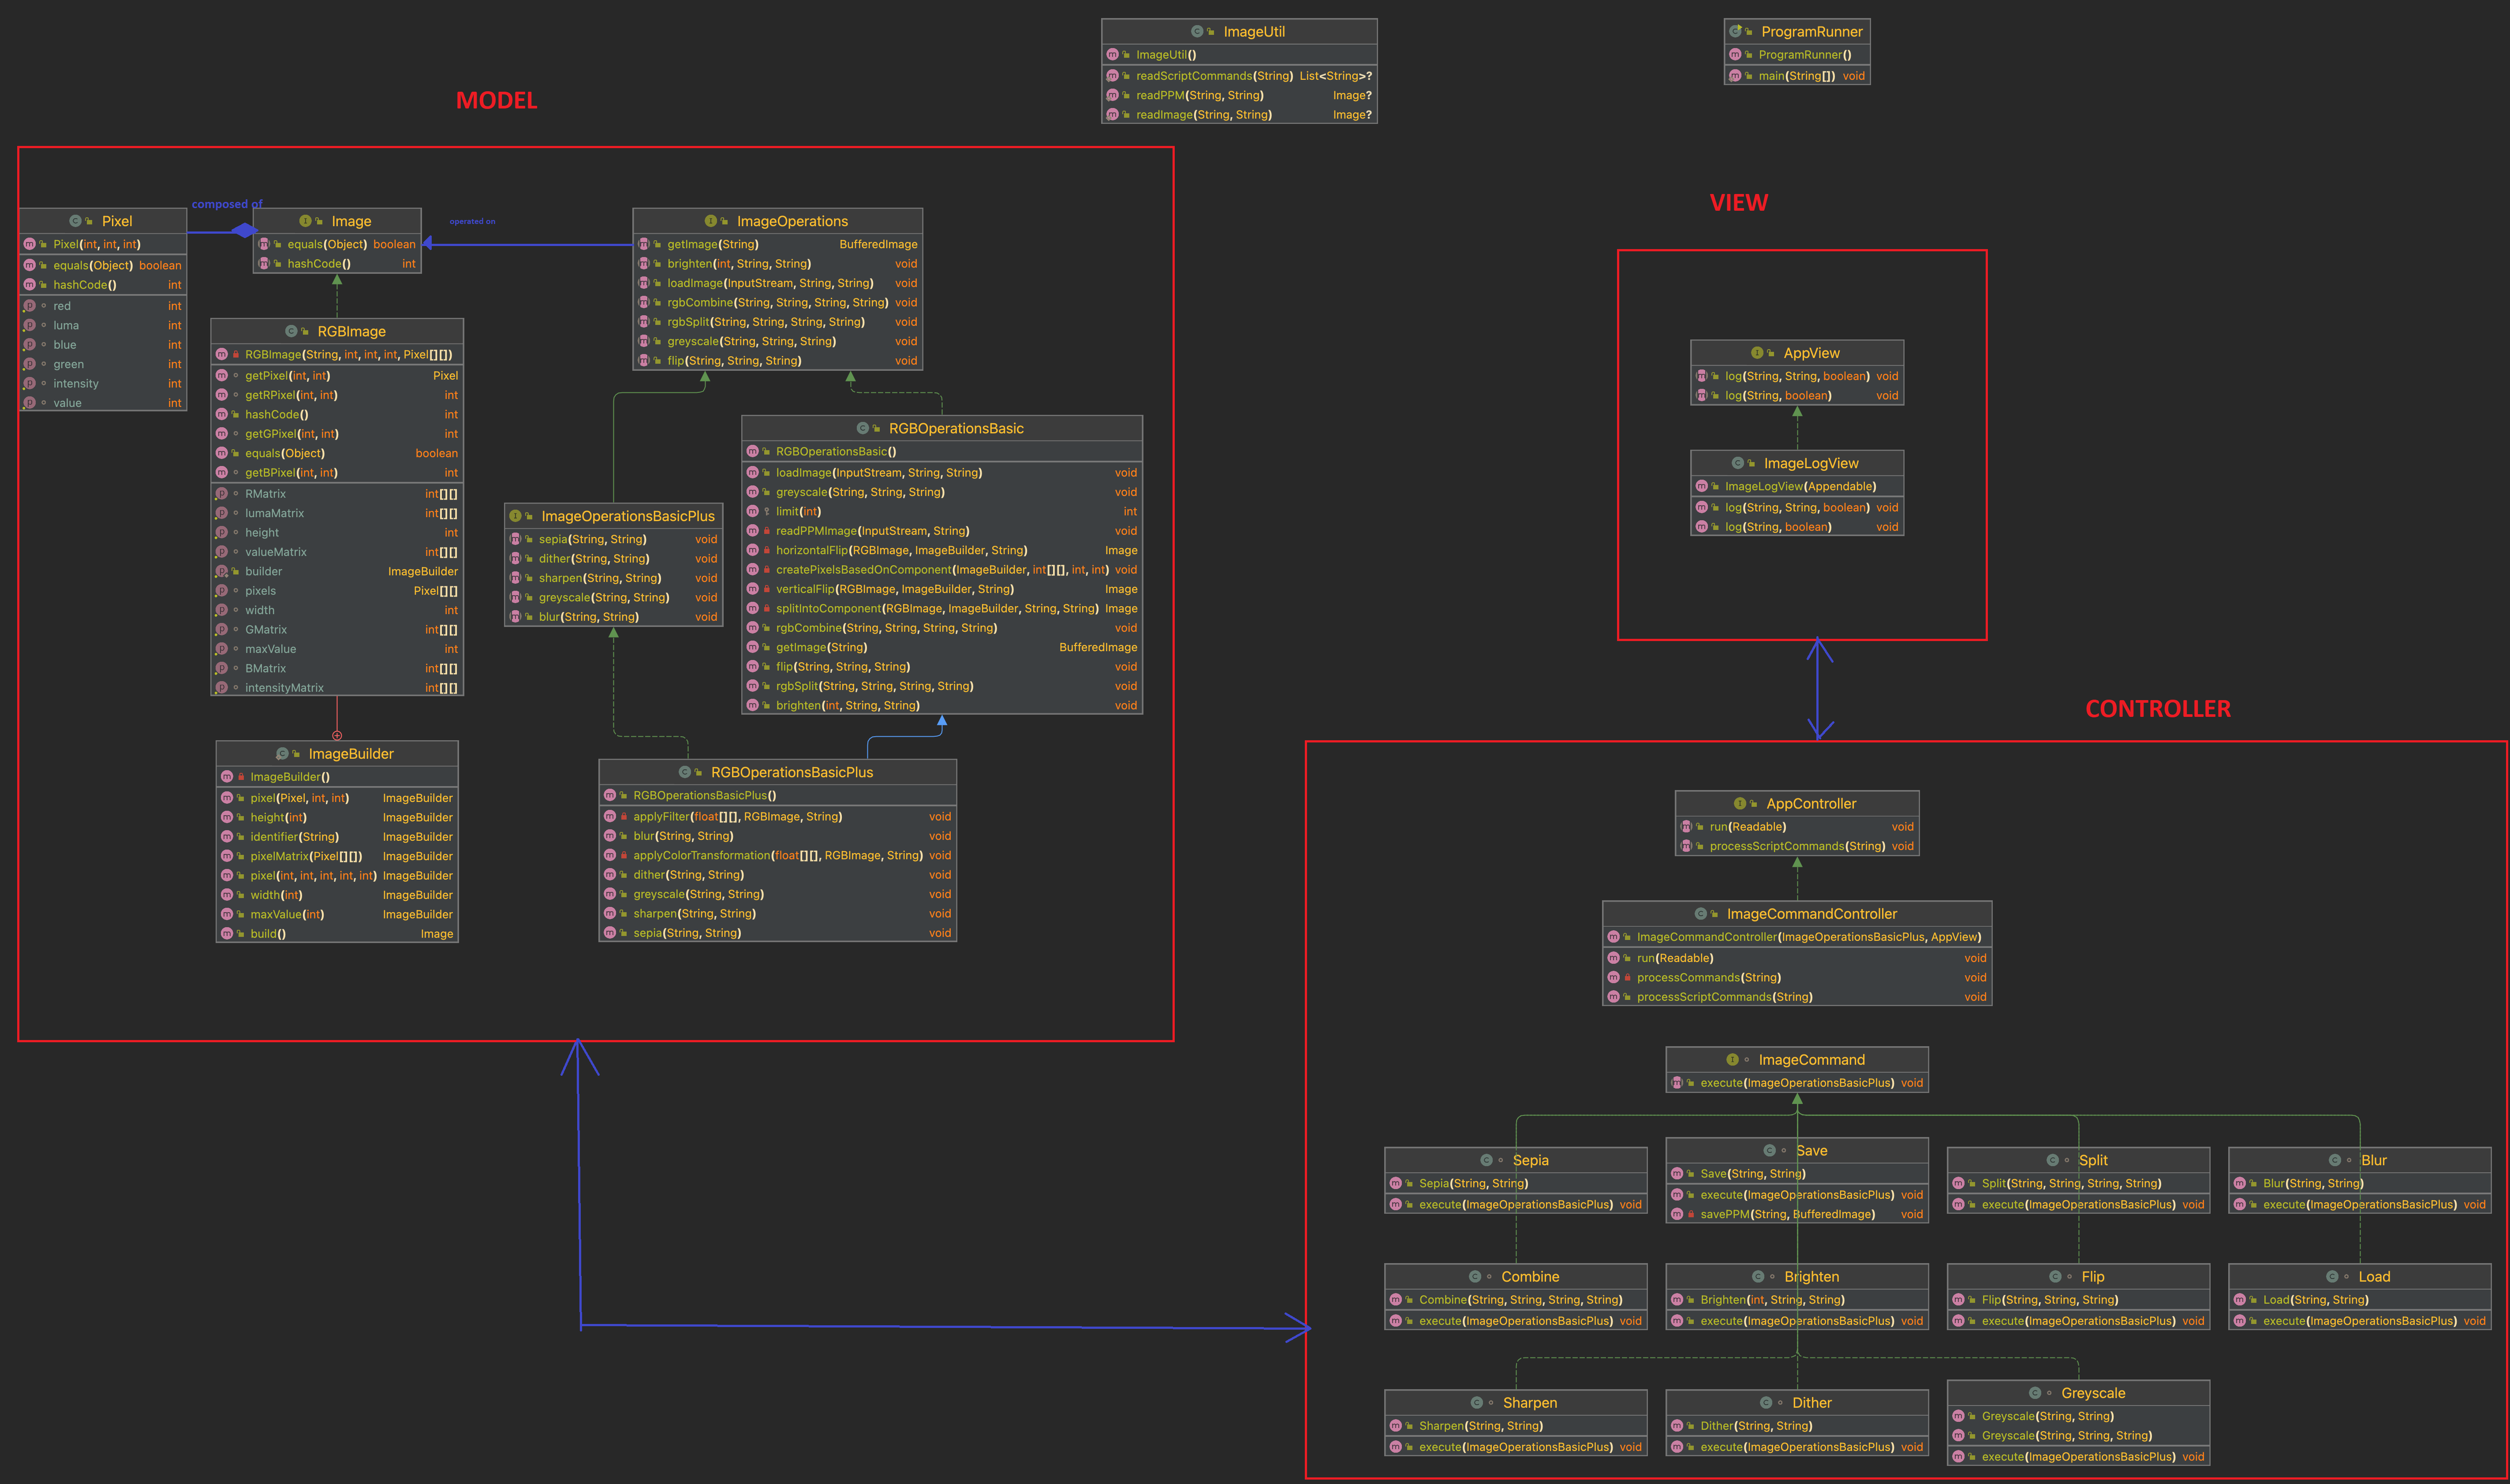 ImageUtil
ImageUtil()
readScriptCommands(String) List<String>?
readPPM(String, String) Image?
readImage(String, String) Image?
ProgramRunner
ProgramRunner()
main(String[]) void
MODEL
composed of
operated on
Pixel
Pixel(int, int, int)
equals(Object) boolean
hashCode() int
red int
luma int
blue int
green int
intensity int
value int
Image
equals(Object) boolean
hashCode() int
ImageOperations
getImage(String) BufferedImage
brighten(int, String, String) void
loadImage(InputStream, String, String) void
rgbCombine(String, String, String, String) void
rgbSplit(String, String, String, String) void
greyscale(String, String, String) void
flip(String, String, String) void
RGBImage
RGBImage(String, int, int, int, Pixel[][])
getPixel(int, int) Pixel
getRPixel(int, int) int
hashCode() int
getGPixel(int, int) int
equals(Object) boolean
getBPixel(int, int) int
RMatrix int[][]
lumaMatrix int[][]
height int
valueMatrix int[][]
builder ImageBuilder
pixels Pixel[][]
width int
GMatrix int[][]
maxValue int
BMatrix int[][]
intensityMatrix int[][]
RGBOperationsBasic
RGBOperationsBasic()
loadImage(InputStream, String, String) void
greyscale(String, String, String) void
limit(int) int
readPPMImage(InputStream, String) void
horizontalFlip(RGBImage, ImageBuilder, String) Image
createPixelsBasedOnComponent(ImageBuilder, int[][], int, int) void
verticalFlip(RGBImage, ImageBuilder, String) Image
splitIntoComponent(RGBImage, ImageBuilder, String, String) Image
rgbCombine(String, String, String, String) void
getImage(String) BufferedImage
flip(String, String, String) void
rgbSplit(String, String, String, String) void
brighten(int, String, String) void
ImageOperationsBasicPlus
sepia(String, String) void
dither(String, String) void
sharpen(String, String) void
greyscale(String, String) void
blur(String, String) void
ImageBuilder
ImageBuilder()
pixel(Pixel, int, int) ImageBuilder
height(int) ImageBuilder
identifier(String) ImageBuilder
pixelMatrix(Pixel[][]) ImageBuilder
pixel(int, int, int, int, int) ImageBuilder
width(int) ImageBuilder
maxValue(int) ImageBuilder
build() Image
RGBOperationsBasicPlus
RGBOperationsBasicPlus()
applyFilter(float[][], RGBImage, String) void
blur(String, String) void
applyColorTransformation(float[][], RGBImage, String) void
dither(String, String) void
greyscale(String, String) void
sharpen(String, String) void
sepia(String, String) void
VIEW
AppView
log(String, String, boolean) void
log(String, boolean) void
ImageLogView
ImageLogView(Appendable)
log(String, String, boolean) void
log(String, boolean) void
CONTROLLER
AppController
run(Readable) void
processScriptCommands(String) void
ImageCommandController
ImageCommandController(ImageOperationsBasicPlus, AppView)
run(Readable) void
processCommands(String) void
processScriptCommands(String) void
ImageCommand
execute(ImageOperationsBasicPlus) void
Sepia
Sepia(String, String)
execute(ImageOperationsBasicPlus) void
Save
Save(String, String)
execute(ImageOperationsBasicPlus) void
savePPM(String, BufferedImage) void
Split
Split(String, String, String, String)
execute(ImageOperationsBasicPlus) void
Blur
Blur(String, String)
execute(ImageOperationsBasicPlus) void
Combine
Combine(String, String, String, String)
execute(ImageOperationsBasicPlus) void
Brighten
Brighten(int, String, String)
execute(ImageOperationsBasicPlus) void
Flip
Flip(String, String, String)
execute(ImageOperationsBasicPlus) void
Load
Load(String, String)
execute(ImageOperationsBasicPlus) void
Sharpen
Sharpen(String, String)
execute(ImageOperationsBasicPlus) void
Dither
Dither(String, String)
execute(ImageOperationsBasicPlus) void
Greyscale
Greyscale(String, String)
Greyscale(String, String, String)
execute(ImageOperationsBasicPlus) void